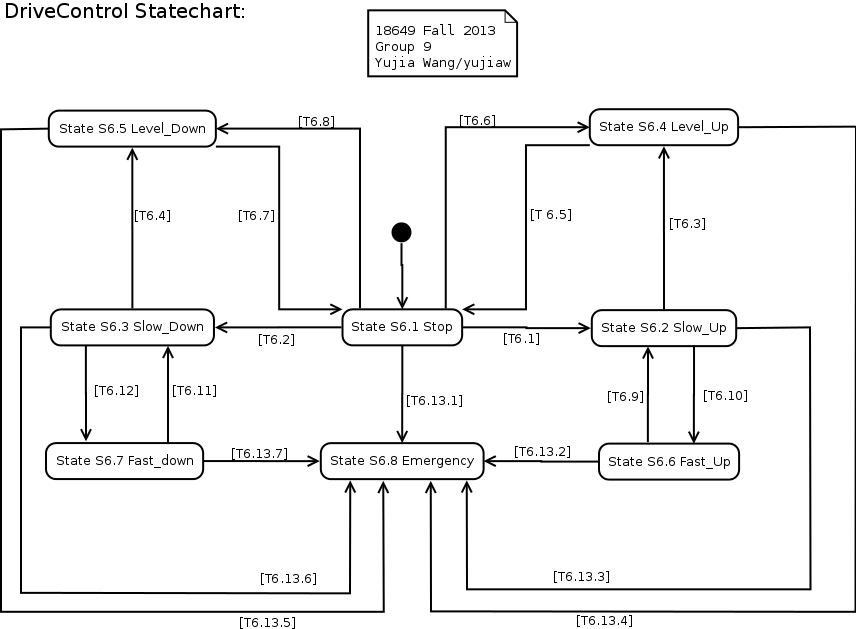 DriveControl Statechart:
18649 Fall 2013
Group 9
Yujia Wang/yujiaw
[T6.8]
[T6.6]
State S6.5 Level_Down
State S6.4 Level_Up
[T6.4]
[T6.7]
[T 6.5]
[T6.3]
State S6.3 Slow_Down
State S6.1 Stop
State S6.2 Slow_Up
[T6.2]
[T6.1]
[T6.12]
[T6.11]
[T6.13.1]
[T6.9]
[T6.10]
[T6.13.7]
[T6.13.2]
State S6.7 Fast_down
State S6.8 Emergency
State S6.6 Fast_Up
[T6.13.6]
[T6.13.3]
[T6.13.5]
[T6.13.4]